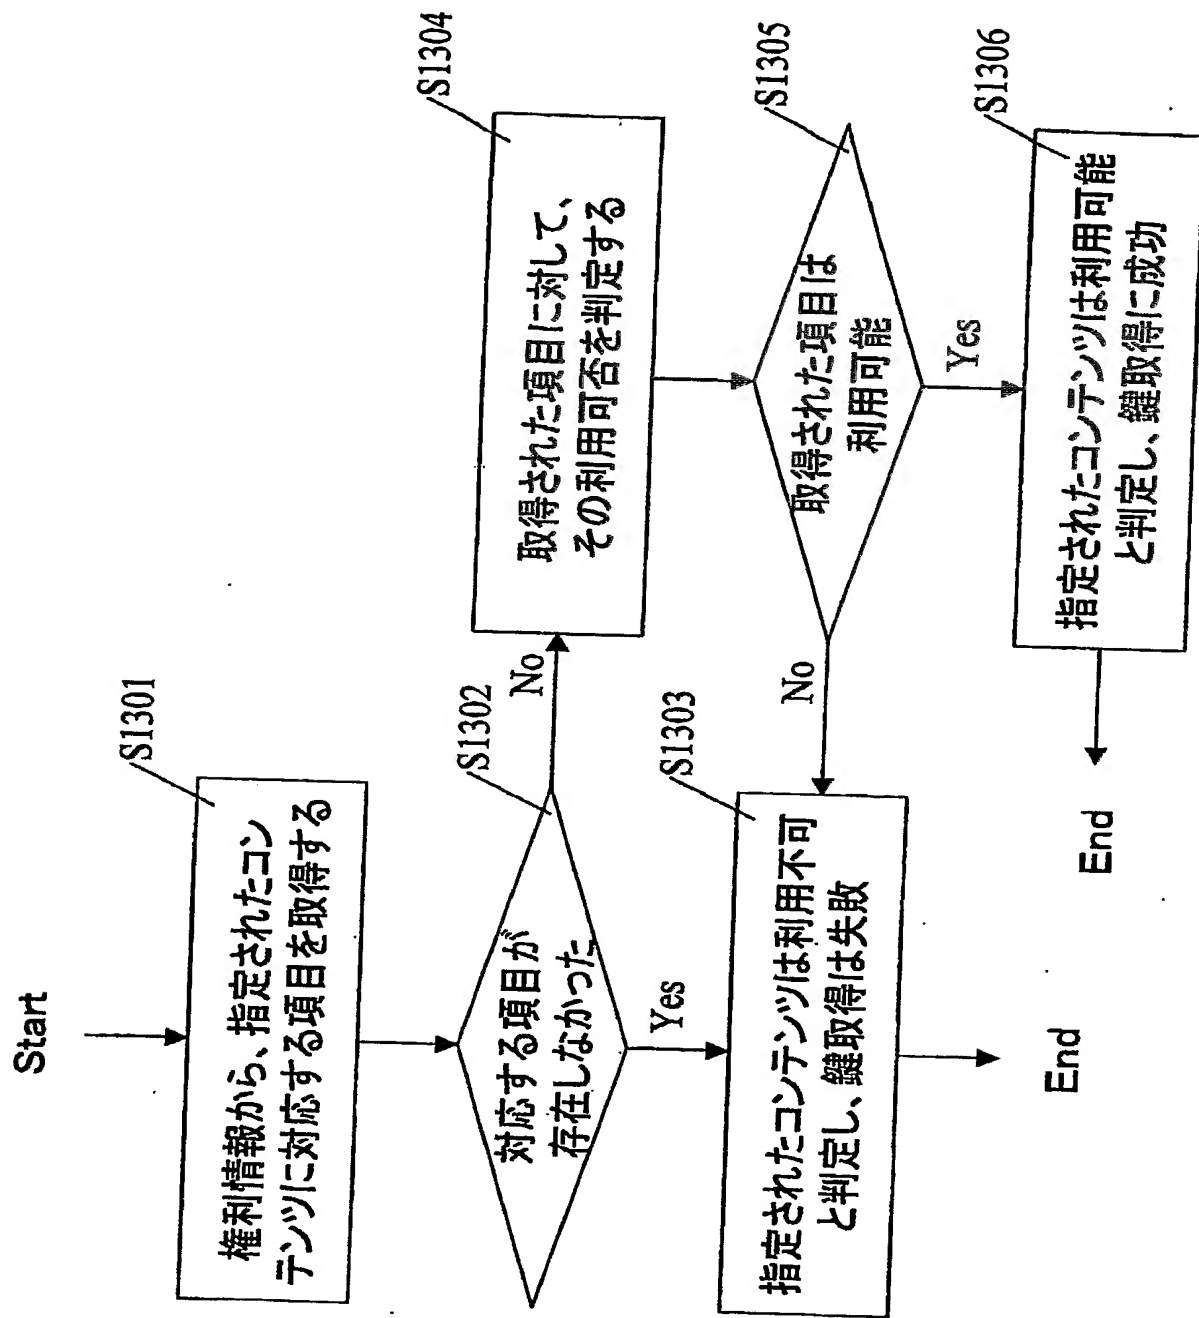 Start
S1301
権利情報から、指定されたコン
テンツに対応する項目を取得する
S1302
対応する項目が
存在しなかった
No
Yes
S1303
指定されたコンテンツは利用不可
と判定し、鍵取得は失敗
End
S1304
取得された項目に対して、
その利用可否を判定する
S1305
取得された項目は
利用可能
No
Yes
S1306
指定されたコンテンツは利用可能
と判定し、鍵取得に成功
End